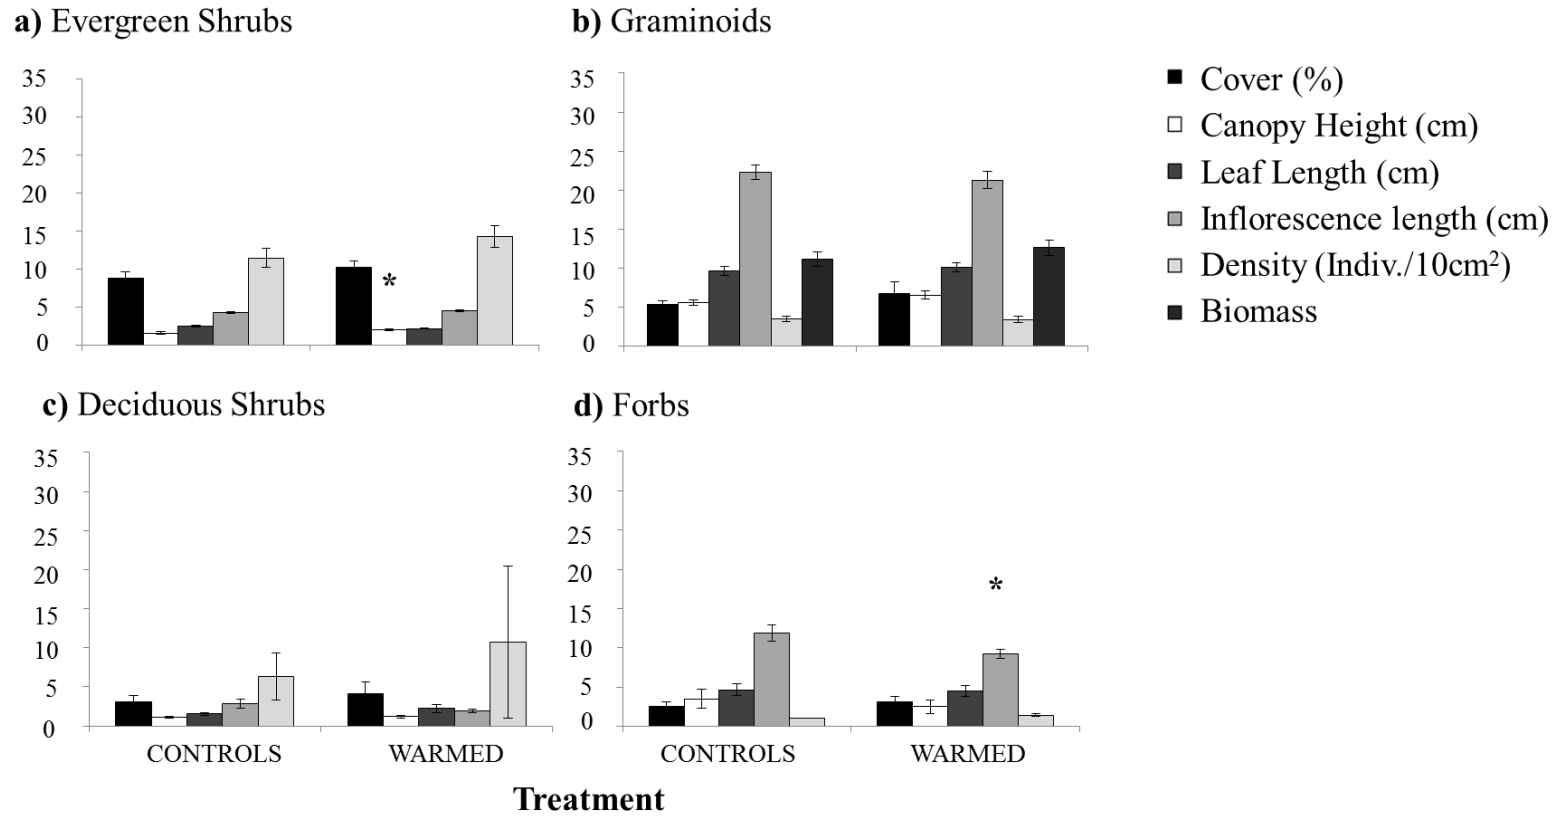 a) Evergreen Shrubs
35
30
25
20
15
10
5
0
*
b) Graminoids
35
30
25
20
15
10
5
0
Cover (%)
Canopy Height (cm)
Leaf Length (cm)
Inflorescence length (cm)
Density (Indiv./10cm²)
Biomass
c) Deciduous Shrubs
35
30
25
20
15
10
5
0
CONTROLS WARMED
d) Forbs
35
30
25
20
15
10
5
0
*
CONTROLS WARMED
Treatment